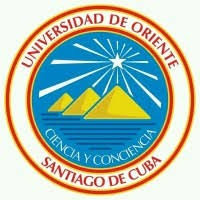 UNIVERSIDAD DE ORIENTE
CIENCIA Y CONCIENCIA
SANTIAGO DE CUBA